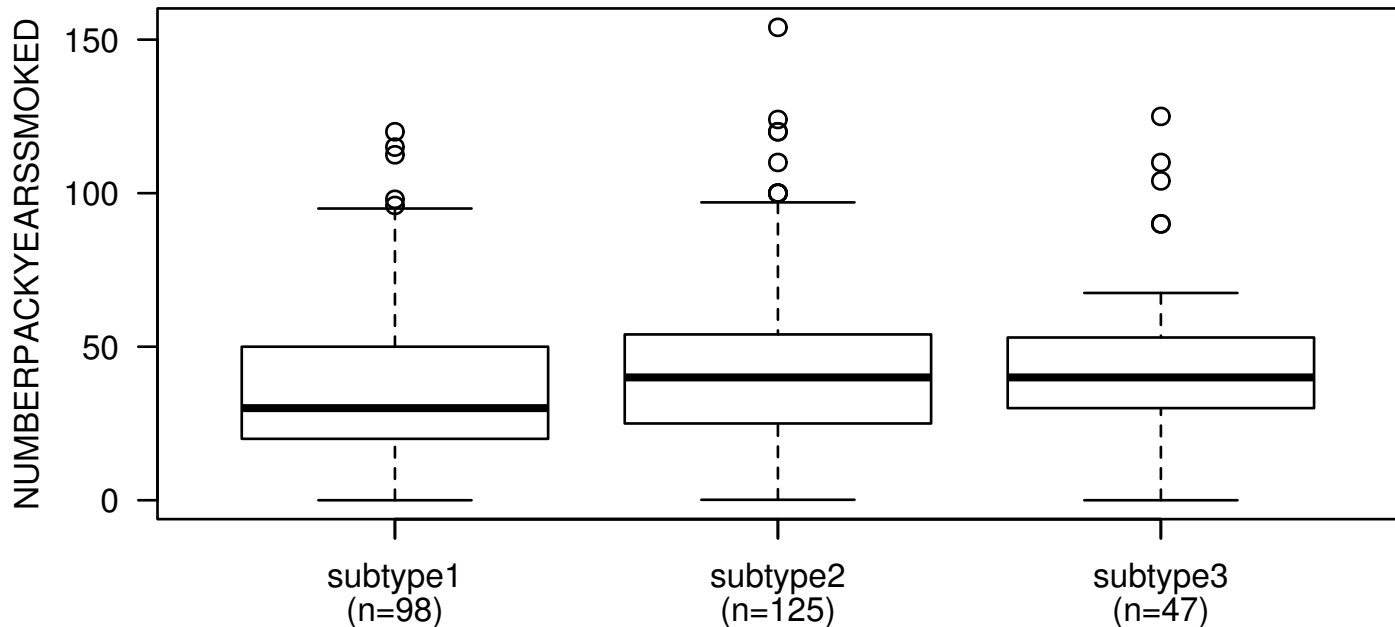 NUMBERPACKYEARSSMOKED
150
100
50
0
subtype1
(n=98)
subtype2
(n=125)
subtype3
(n=47)